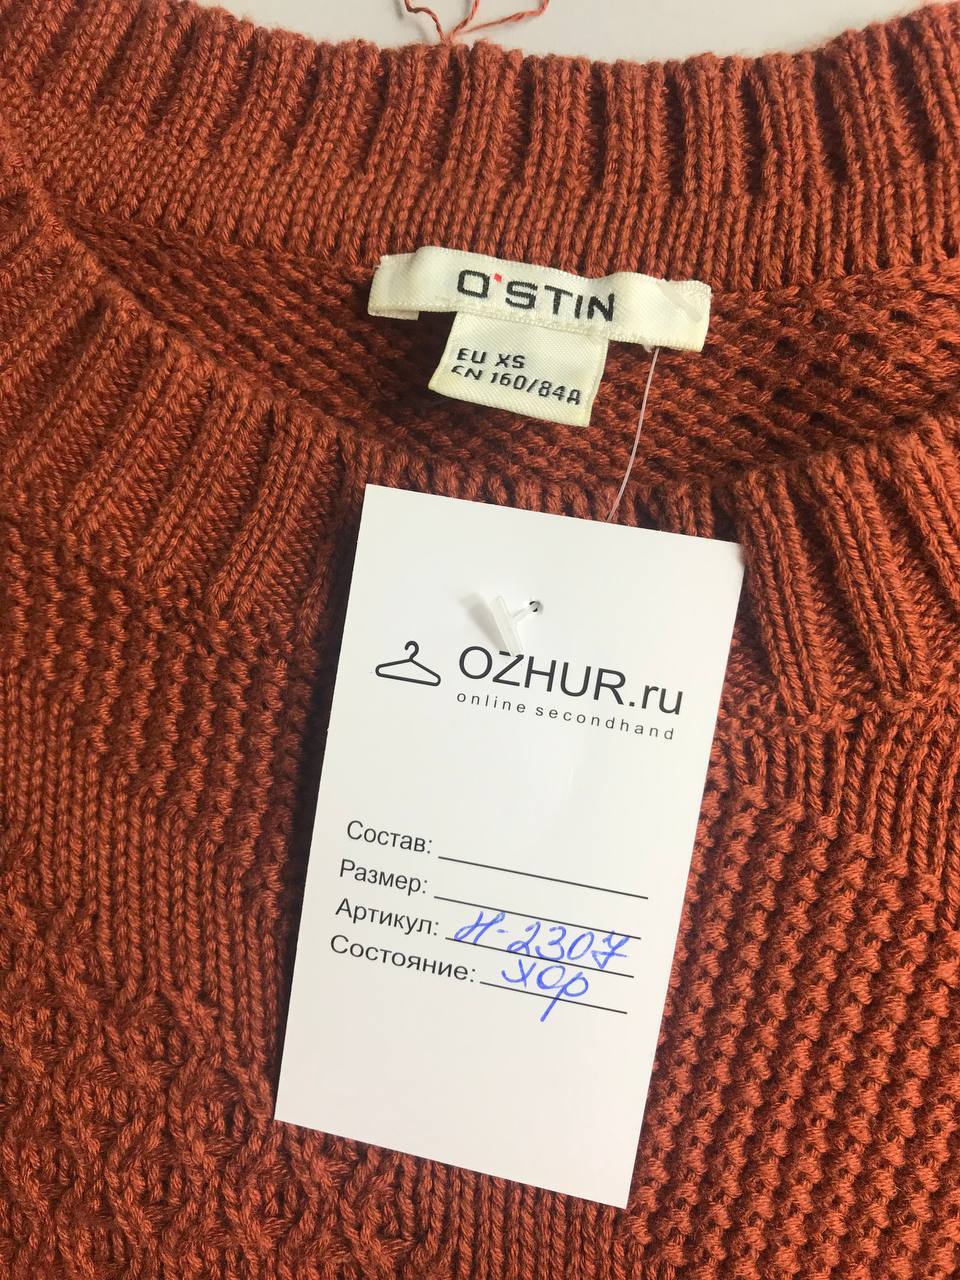 O'STIN
EU XS
CN 160/84A
OZHUR.ru
online secondhand
Состав:
Размер:
Артикул: Н-2307
Состояние: хор